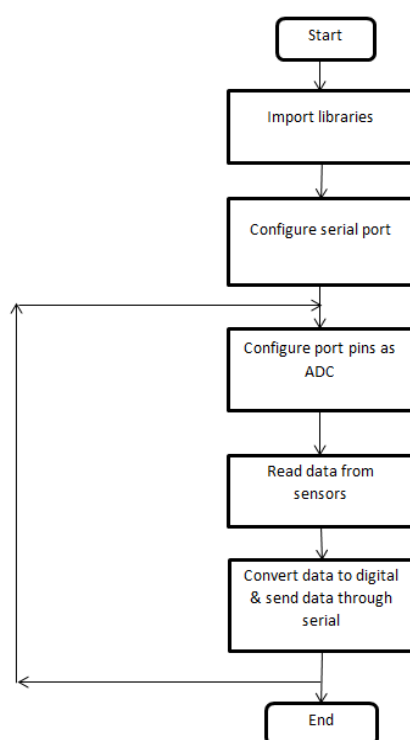 Start
Import libraries
Configure serial port
Configure port pins as
ADC
Read data from
sensors
Convert data to digital
& send data through
serial
End